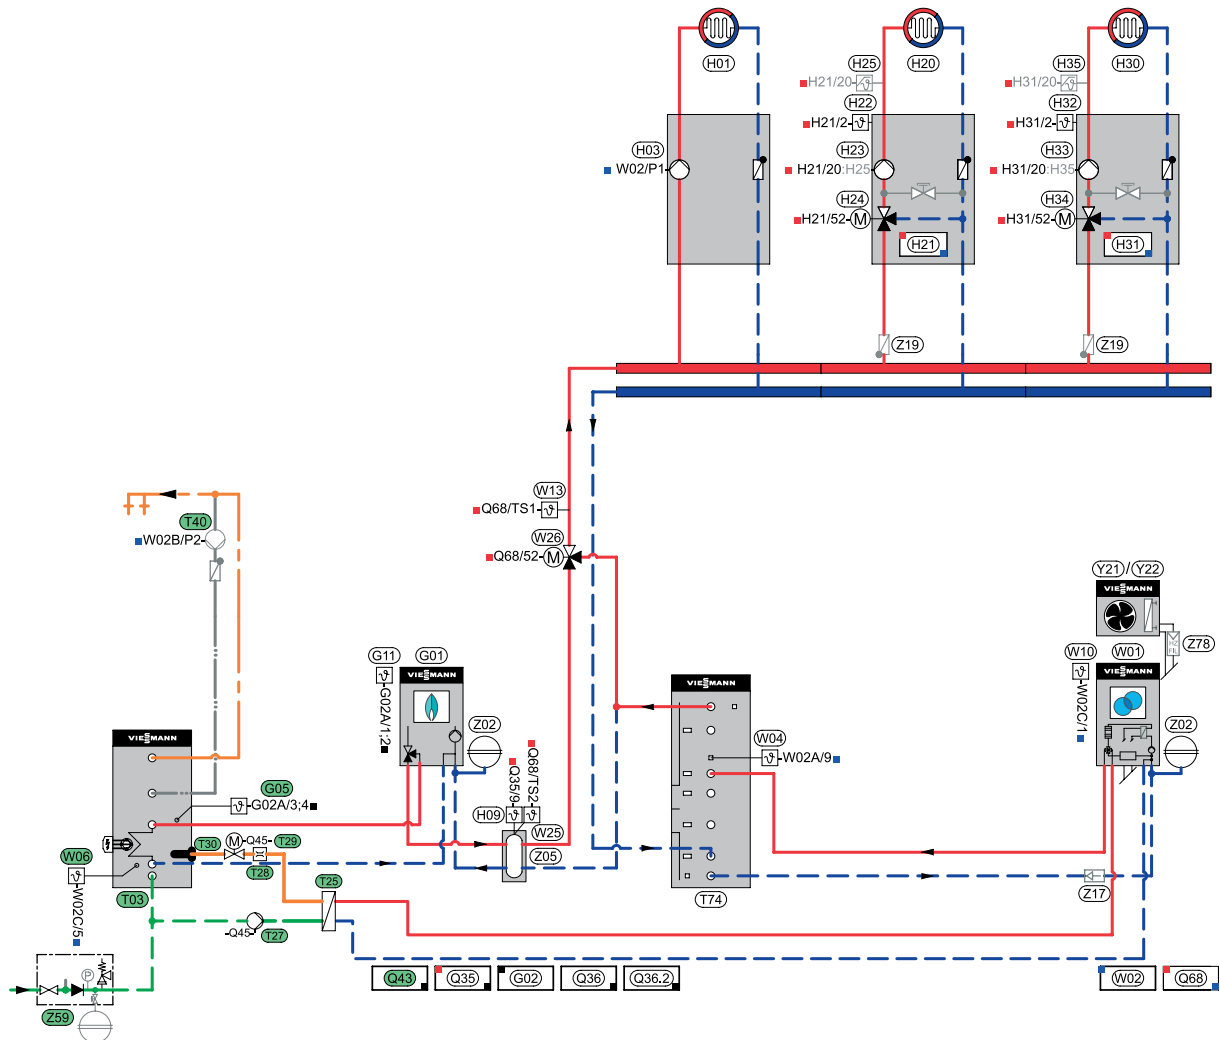 H01
H25
H20
H35
H30
H21/20
H31/20
H22
H32
H21/2
H31/2
H03
H23
H33
W02/P1
H21/20:H25
H31/20:H35
H24
H34
H21/52
M
H31/52
M
H21
H31
Z19
Z19
W13
Q68/TS1
W26
Q68/52
M
T40
W02B/P2
Y21/Y22
VIESSMANN
Z78
G11
G01
W10
W01
VIESSMANN
VIESSMANN
VIESSMANN
G02A/1;2
Z02
W02C/1
Z02
VIESSMANN
W04
W02A/9
G05
G02A/3;4
Q35/9
Q68/TS2
H09
W25
Z05
T30
M
-Q45-
T29
T28
W06
W02C/5
T03
T25
T74
Z17
-Q45-
T27
P
Z59
Q43
Q35
G02
Q36
Q36.2
W02
Q68